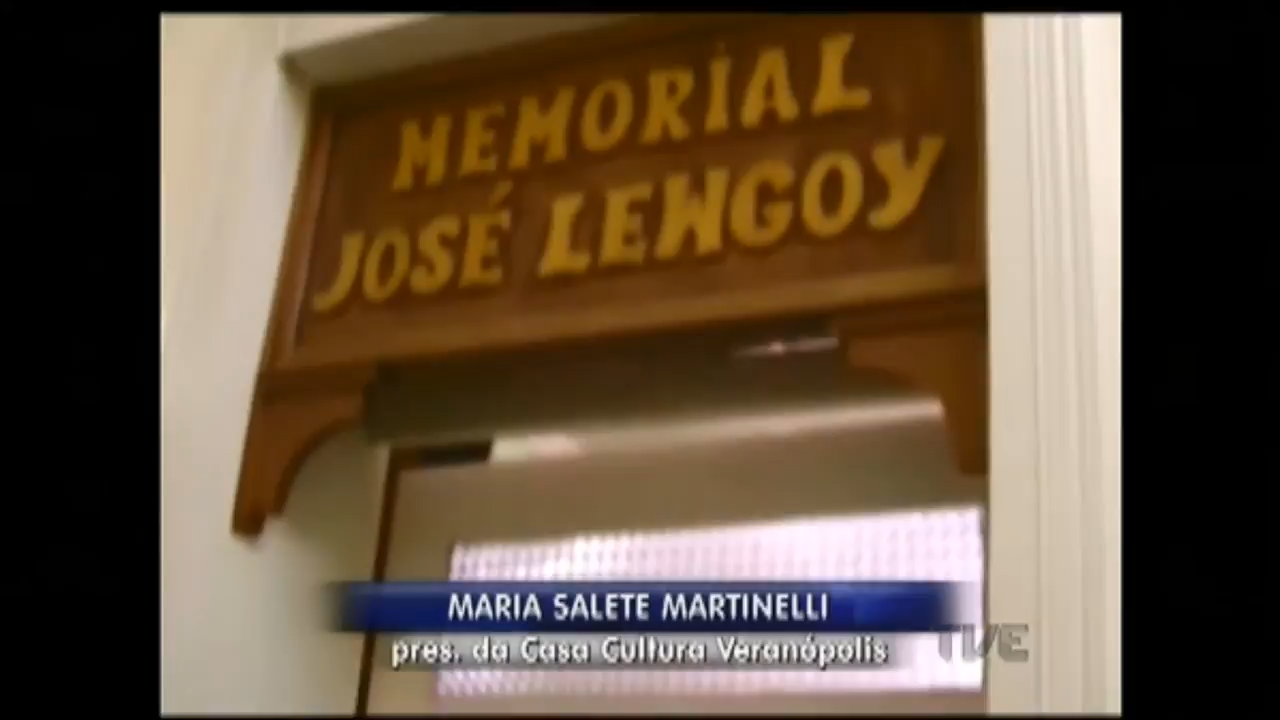 MEMORIAL
JOSÉ LEWGOY
MARIA SALETE MARTINELLI
pres. da Casa Cultura Veranópolis
TVE